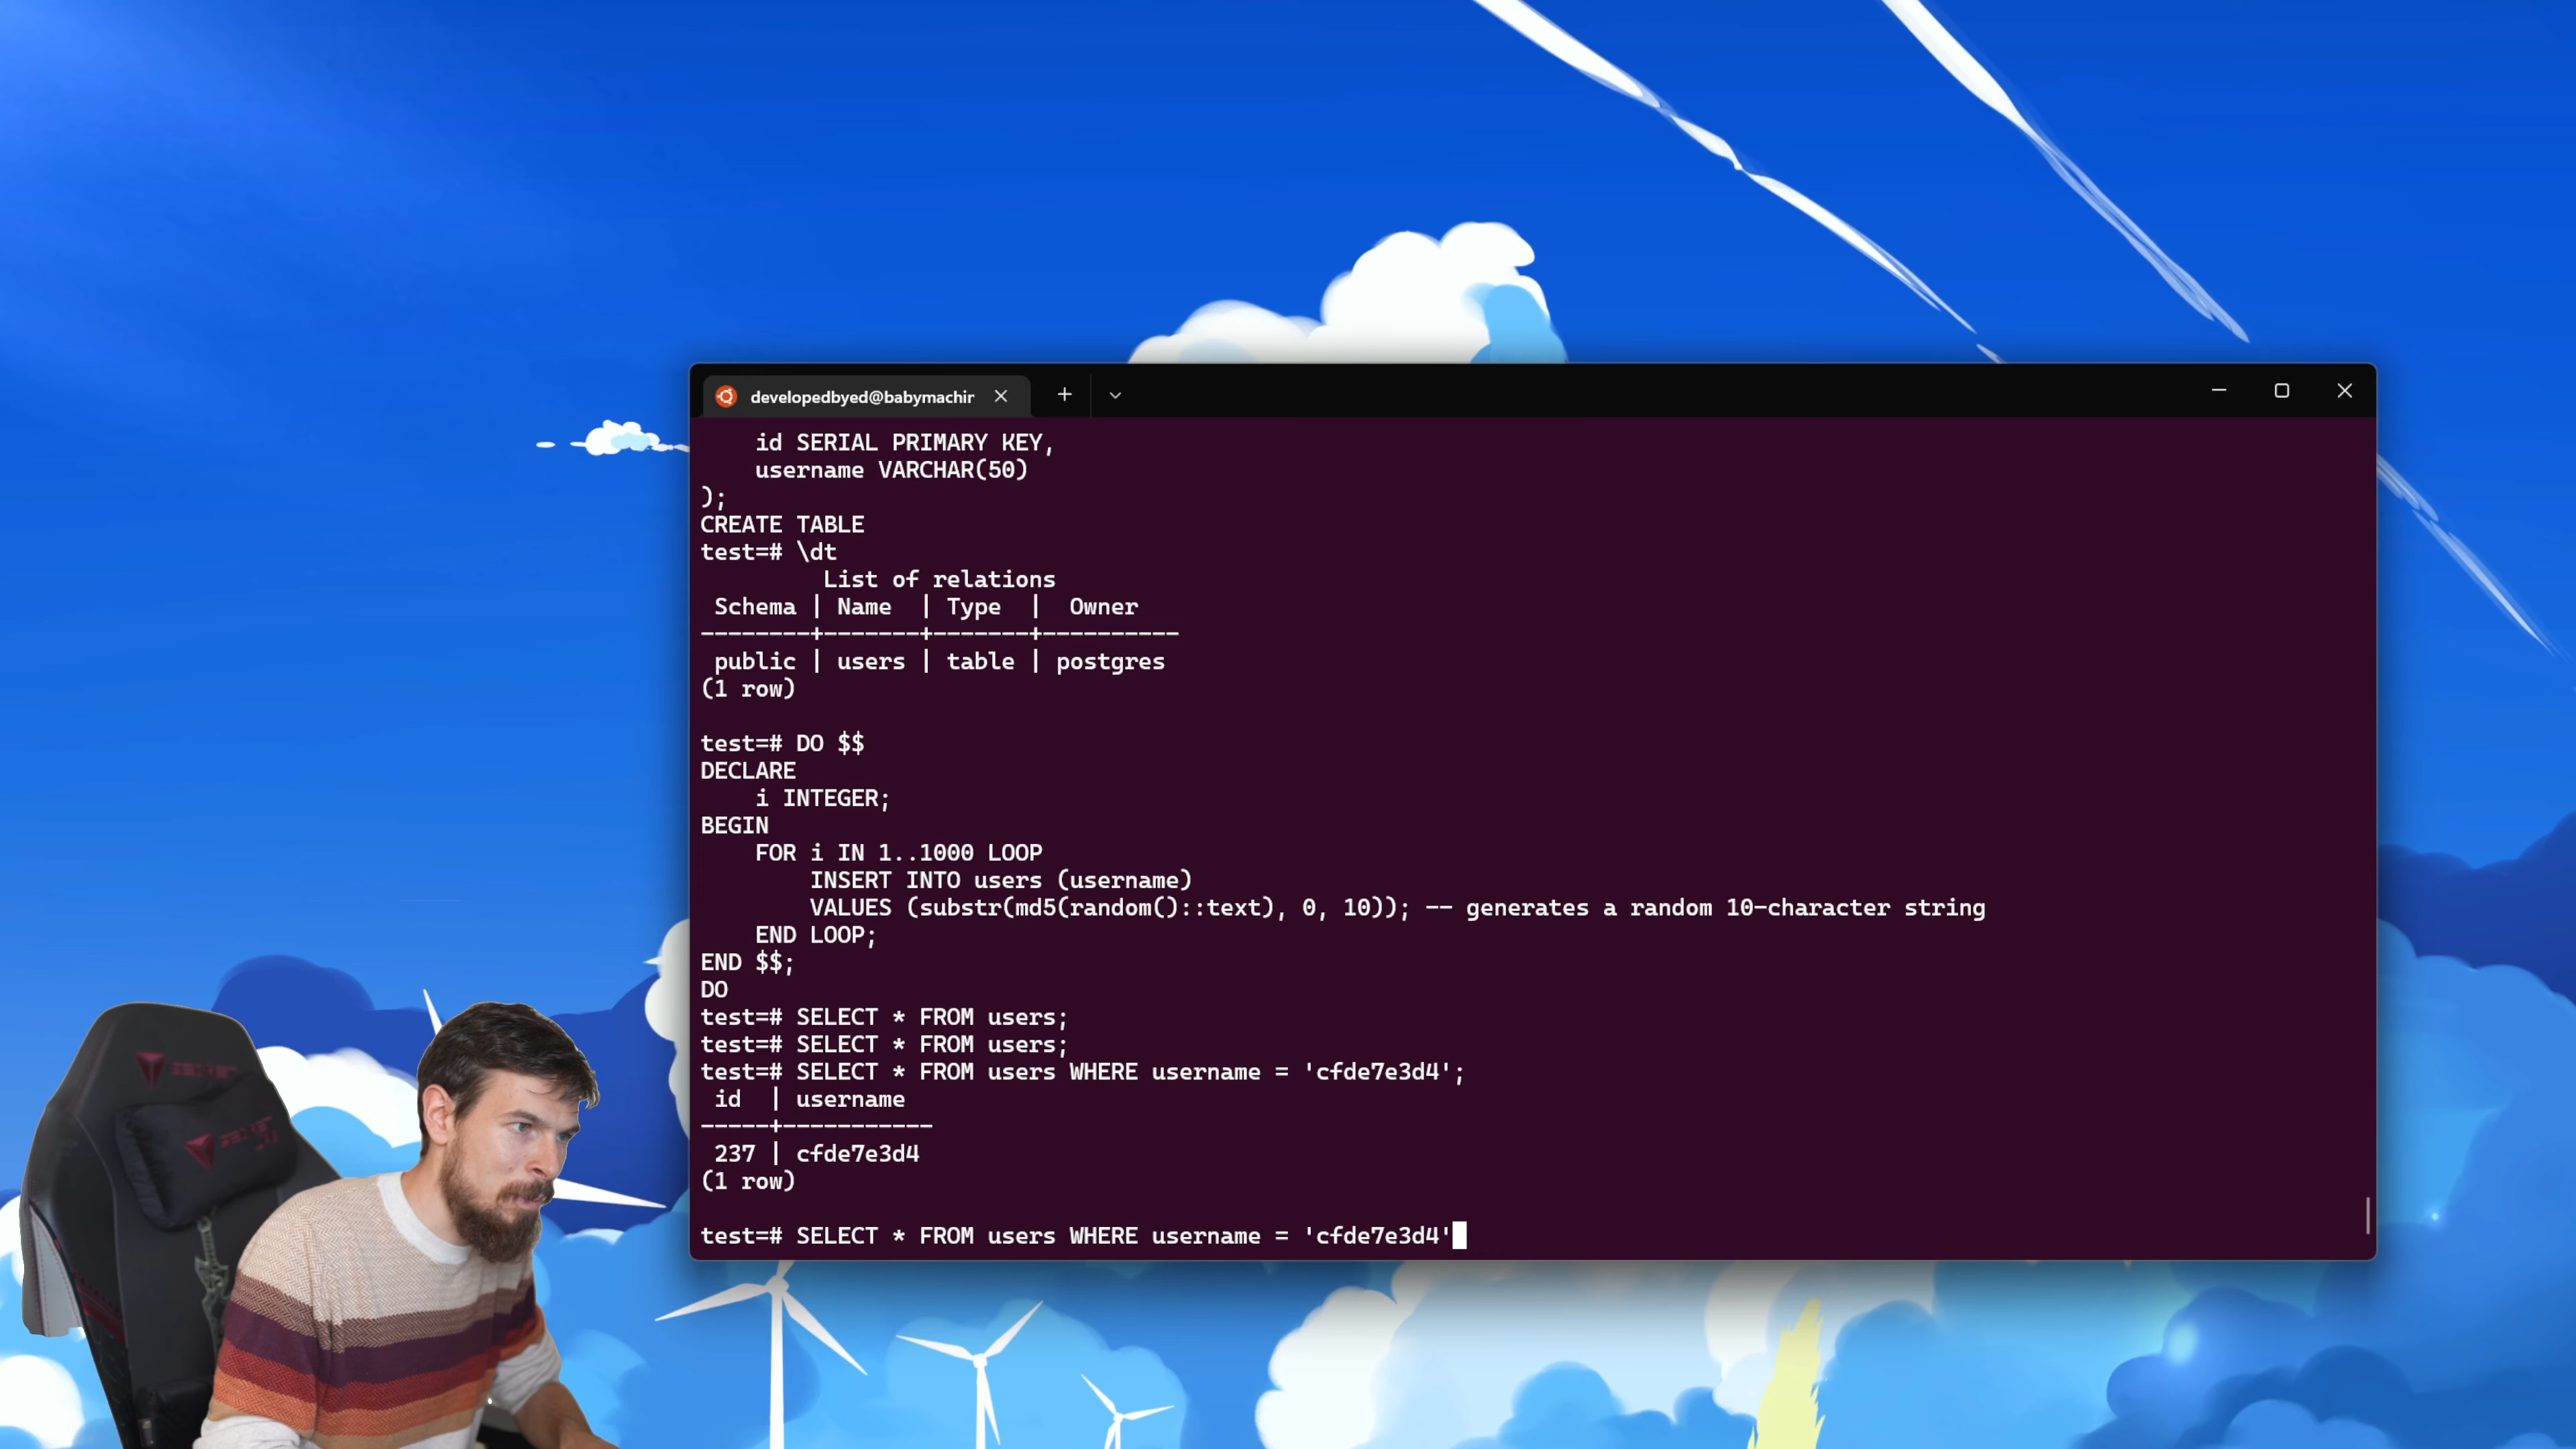 developedbyed@babymachin
    id SERIAL PRIMARY KEY,
    username VARCHAR(50)
);
CREATE TABLE
test=# \dt
         List of relations
 Schema | Name  | Type  |  Owner
--------+-------+-------+----------
 public | users | table | postgres
(1 row)
test=# DO $$
DECLARE
    i INTEGER;
BEGIN
    FOR i IN 1..1000 LOOP
        INSERT INTO users (username)
        VALUES (substr(md5(random()::text), 0, 10)); -- generates a random 10-character string
    END LOOP;
END $$;
DO
test=# SELECT * FROM users;
test=# SELECT * FROM users;
test=# SELECT * FROM users WHERE username = 'cfde7e3d4';
 id  | username
-----+-----------
 237 | cfde7e3d4
(1 row)
test=# SELECT * FROM users WHERE username = 'cfde7e3d4'